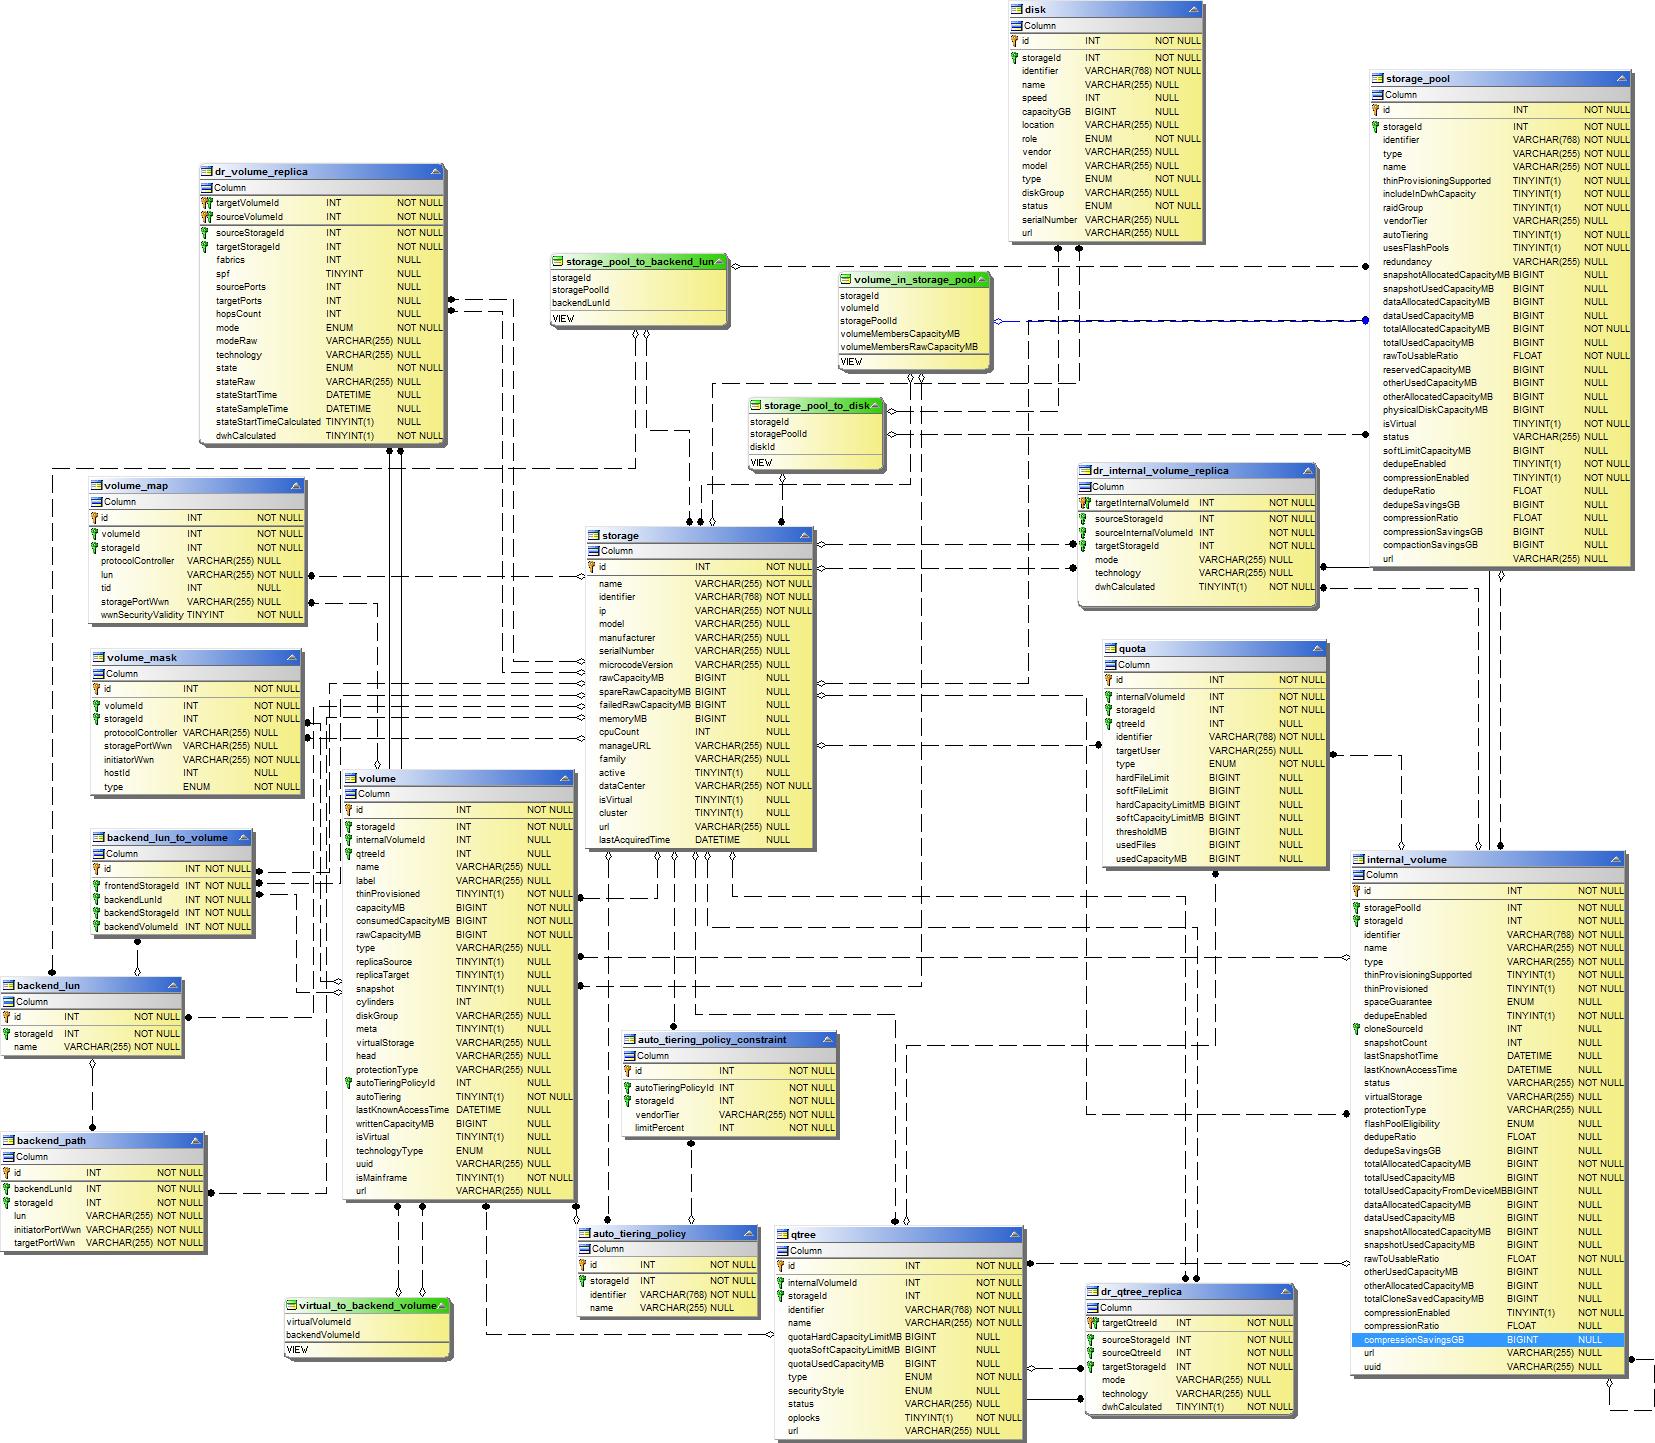 disk
Column
id INT NOT NULL
storageId INT NOT NULL
identifier VARCHAR(768) NOT NULL
name VARCHAR(255) NULL
speed INT NULL
capacityGB BIGINT NULL
location VARCHAR(255) NULL
role ENUM NOT NULL
vendor VARCHAR(255) NULL
model VARCHAR(255) NULL
type ENUM NOT NULL
diskGroup VARCHAR(255) NULL
status ENUM NOT NULL
serialNumber VARCHAR(255) NULL
url VARCHAR(255) NULL
storage_pool
Column
id INT NOT NULL
storageId INT NOT NULL
identifier VARCHAR(768) NOT NULL
type VARCHAR(255) NOT NULL
name VARCHAR(255) NULL
thinProvisioningSupported TINYINT(1) NOT NULL
includeInDwhCapacity TINYINT(1) NOT NULL
raidGroup TINYINT(1) NOT NULL
vendorTier VARCHAR(255) NULL
autoTiering TINYINT(1) NOT NULL
usesFlashPools TINYINT(1) NOT NULL
redundancy VARCHAR(255) NULL
snapshotAllocatedCapacityMB BIGINT NULL
snapshotUsedCapacityMB BIGINT NULL
dataAllocatedCapacityMB BIGINT NULL
dataUsedCapacityMB BIGINT NULL
totalAllocatedCapacityMB BIGINT NOT NULL
totalUsedCapacityMB BIGINT NULL
rawToUsableRatio FLOAT NOT NULL
reservedCapacityMB BIGINT NULL
otherUsedCapacityMB BIGINT NULL
otherAllocatedCapacityMB BIGINT NULL
physicalDiskCapacityMB BIGINT NULL
isVirtual TINYINT(1) NOT NULL
status VARCHAR(255) NULL
softLimitCapacityMB BIGINT NULL
dedupeEnabled TINYINT(1) NOT NULL
compressionEnabled TINYINT(1) NOT NULL
dedupeRatio FLOAT NULL
dedupeSavingsGB BIGINT NULL
compressionRatio FLOAT NULL
compressionSavingsGB BIGINT NULL
compactionSavingsGB BIGINT NULL
url VARCHAR(255) NULL
dr_volume_replica
Column
targetVolumeId INT NOT NULL
sourceVolumeId INT NOT NULL
sourceStorageId INT NOT NULL
targetStorageId INT NOT NULL
fabrics INT NULL
spf TINYINT NULL
sourcePorts INT NULL
targetPorts INT NULL
hopsCount INT NULL
mode ENUM NOT NULL
modeRaw VARCHAR(255) NULL
technology VARCHAR(255) NULL
state ENUM NOT NULL
stateRaw VARCHAR(255) NULL
stateStartTime DATETIME NULL
stateSampleTime DATETIME NULL
stateStartTimeCalculated TINYINT(1) NULL
dwhCalculated TINYINT(1) NOT NULL
storage_pool_to_backend_lun
storageId
storagePoolId
backendLunId
VIEW
volume_in_storage_pool
storageId
volumeId
storagePoolId
volumeMembersCapacityMB
volumeMembersRawCapacityMB
VIEW
storage_pool_to_disk
storageId
storagePoolId
diskId
VIEW
dr_internal_volume_replica
Column
targetInternalVolumeId INT NOT NULL
sourceStorageId INT NOT NULL
sourceInternalVolumeId INT NOT NULL
targetStorageId INT NOT NULL
mode VARCHAR(255) NULL
technology VARCHAR(255) NULL
dwhCalculated TINYINT(1) NOT NULL
volume_map
Column
id INT NOT NULL
volumeId INT NOT NULL
storageId INT NOT NULL
protocolController VARCHAR(255) NULL
lun VARCHAR(255) NOT NULL
tid INT NULL
storagePortWwn VARCHAR(255) NULL
wwnSecurityValidity TINYINT NOT NULL
storage
Column
id INT NOT NULL
name VARCHAR(255) NOT NULL
identifier VARCHAR(768) NOT NULL
ip VARCHAR(255) NOT NULL
model VARCHAR(255) NULL
manufacturer VARCHAR(255) NULL
serialNumber VARCHAR(255) NULL
microcodeVersion VARCHAR(255) NULL
rawCapacityMB BIGINT NULL
spareRawCapacityMB BIGINT NULL
failedRawCapacityMB BIGINT NULL
memoryMB BIGINT NULL
cpuCount INT NULL
manageURL VARCHAR(255) NULL
family VARCHAR(255) NULL
active TINYINT(1) NULL
dataCenter VARCHAR(255) NOT NULL
isVirtual TINYINT(1) NULL
cluster TINYINT(1) NULL
url VARCHAR(255) NULL
lastAcquiredTime DATETIME NULL
volume_mask
Column
id INT NOT NULL
volumeId INT NOT NULL
storageId INT NOT NULL
protocolController VARCHAR(255) NULL
storagePortWwn VARCHAR(255) NULL
initiatorWwn VARCHAR(255) NULL
hostId INT NULL
type ENUM NOT NULL
quota
Column
id INT NOT NULL
internalVolumeId INT NOT NULL
storageId INT NOT NULL
qtreeId INT NULL
identifier VARCHAR(768) NOT NULL
targetUser VARCHAR(255) NULL
type ENUM NOT NULL
hardFileLimit BIGINT NULL
softFileLimit BIGINT NULL
hardCapacityLimitMB BIGINT NULL
softCapacityLimitMB BIGINT NULL
thresholdMB BIGINT NULL
usedFiles BIGINT NULL
usedCapacityMB BIGINT NULL
volume
Column
id INT NOT NULL
storageId INT NOT NULL
internalVolumeId INT NULL
qtreeId INT NULL
name VARCHAR(255) NOT NULL
label VARCHAR(255) NULL
thinProvisioned TINYINT(1) NOT NULL
capacityMB BIGINT NOT NULL
consumedCapacityMB BIGINT NULL
rawCapacityMB BIGINT NOT NULL
type VARCHAR(255) NULL
replicaSource TINYINT(1) NULL
replicaTarget TINYINT(1) NULL
snapshot TINYINT(1) NULL
cylinders INT NULL
diskGroup VARCHAR(255) NULL
meta TINYINT(1) NULL
virtualStorage VARCHAR(255) NULL
head VARCHAR(255) NULL
protectionType VARCHAR(255) NULL
autoTieringPolicyId INT NULL
autoTiering TINYINT(1) NOT NULL
lastKnownAccessTime DATETIME NULL
writtenCapacityMB BIGINT NULL
isVirtual TINYINT(1) NULL
technologyType ENUM NULL
uuid VARCHAR(255) NULL
isMainframe TINYINT(1) NOT NULL
url VARCHAR(255) NULL
backend_lun_to_volume
Column
id INT NOT NULL
frontendStorageId INT NOT NULL
backendLunId INT NOT NULL
backendStorageId INT NOT NULL
backendVolumeId INT NOT NULL
internal_volume
Column
id INT NOT NULL
storagePoolId INT NOT NULL
storageId INT NOT NULL
identifier VARCHAR(768) NOT NULL
name VARCHAR(255) NOT NULL
type VARCHAR(255) NOT NULL
thinProvisioningSupported TINYINT(1) NULL
thinProvisioned TINYINT(1) NOT NULL
spaceGuarantee ENUM NULL
dedupeEnabled TINYINT(1) NOT NULL
cloneSourceId INT NULL
snapshotCount INT NULL
lastSnapshotTime DATETIME NULL
lastKnownAccessTime DATETIME NULL
status VARCHAR(255) NOT NULL
virtualStorage VARCHAR(255) NULL
protectionType VARCHAR(255) NULL
flashPoolEligibility ENUM NULL
dedupeRatio FLOAT NULL
dedupeSavingsGB BIGINT NULL
totalAllocatedCapacityMB BIGINT NOT NULL
totalUsedCapacityMB BIGINT NOT NULL
totalUsedCapacityFromDeviceMB BIGINT NULL
dataAllocatedCapacityMB BIGINT NULL
dataUsedCapacityMB BIGINT NULL
snapshotAllocatedCapacityMB BIGINT NULL
snapshotUsedCapacityMB BIGINT NULL
rawToUsableRatio FLOAT NOT NULL
otherUsedCapacityMB BIGINT NULL
otherAllocatedCapacityMB BIGINT NULL
totalCloneSavedCapacityMB BIGINT NULL
compressionEnabled TINYINT(1) NOT NULL
compressionRatio FLOAT NULL
compressionSavingsGB BIGINT NULL
url VARCHAR(255) NULL
uuid VARCHAR(255) NULL
backend_lun
Column
id INT NOT NULL
storageId INT NOT NULL
name VARCHAR(255) NOT NULL
auto_tiering_policy_constraint
Column
id INT NOT NULL
autoTieringPolicyId INT NOT NULL
storageId INT NOT NULL
vendorTier VARCHAR(255) NOT NULL
limitPercent INT NOT NULL
backend_path
Column
id INT NOT NULL
backendLunId INT NOT NULL
storageId INT NOT NULL
lun VARCHAR(255) NOT NULL
initiatorPortWwn VARCHAR(255) NOT NULL
targetPortWwn VARCHAR(255) NOT NULL
auto_tiering_policy
Column
id INT NOT NULL
storageId INT NOT NULL
identifier VARCHAR(768) NOT NULL
name VARCHAR(255) NULL
qtree
Column
id INT NOT NULL
internalVolumeId INT NOT NULL
storageId INT NOT NULL
identifier VARCHAR(768) NOT NULL
name VARCHAR(255) NOT NULL
quotaHardCapacityLimitMB BIGINT NULL
quotaSoftCapacityLimitMB BIGINT NULL
quotaUsedCapacityMB BIGINT NULL
type ENUM NOT NULL
securityStyle ENUM NULL
status VARCHAR(255) NULL
oplocks TINYINT(1) NOT NULL
url VARCHAR(255) NULL
dr_qtree_replica
Column
targetQtreeId INT NOT NULL
sourceStorageId INT NOT NULL
sourceQtreeId INT NOT NULL
targetStorageId INT NOT NULL
mode VARCHAR(255) NULL
technology VARCHAR(255) NULL
dwhCalculated TINYINT(1) NOT NULL
virtual_to_backend_volume
virtualVolumeId
backendVolumeId
VIEW